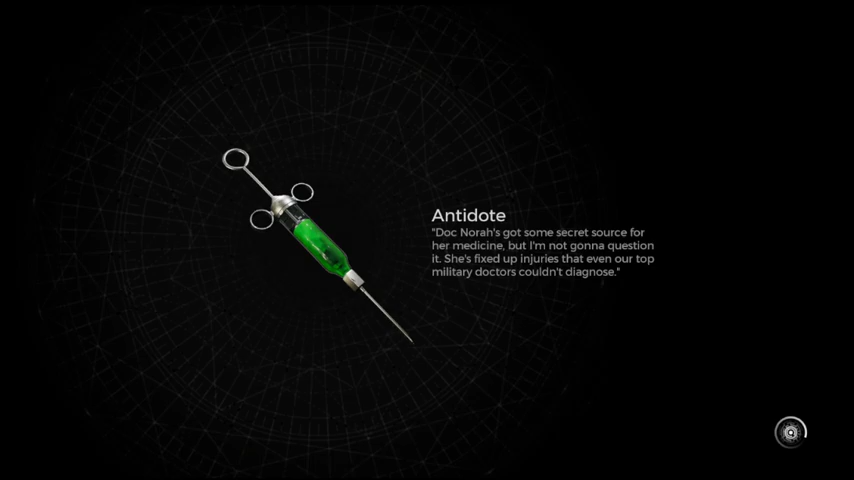 Antidote
"Doc Norah's got some secret source for
her medicine, but I'm not gonna question
it. She's fixed up injuries that even our top
military doctors couldn't diagnose."